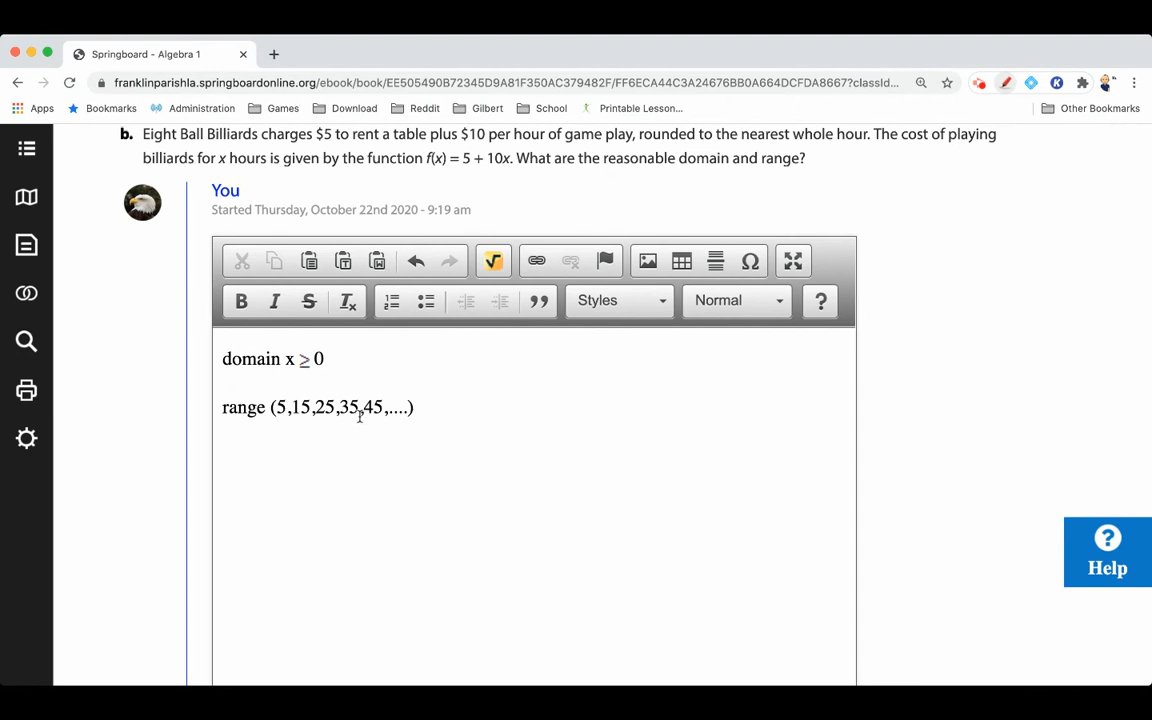 Springboard - Algebra 1
franklinparishla.springboardonline.org/ebook/book/EE505490B72345D9A81F350AC379482F/FF6ECA44C3A24676BB0A664DCFDA8667?classId...
Apps Bookmarks Administration Games Download Reddit Gilbert School Printable Lesson... Other Bookmarks
b. Eight Ball Billiards charges $5 to rent a table plus $10 per hour of game play, rounded to the nearest whole hour. The cost of playing
billiards for x hours is given by the function f(x) = 5 + 10x. What are the reasonable domain and range?
You
Started Thursday, October 22nd 2020 - 9:19 am
B I S Tx Styles Normal ?
domain x ≥ 0
range (5,15,25,35,45,....)
? Help